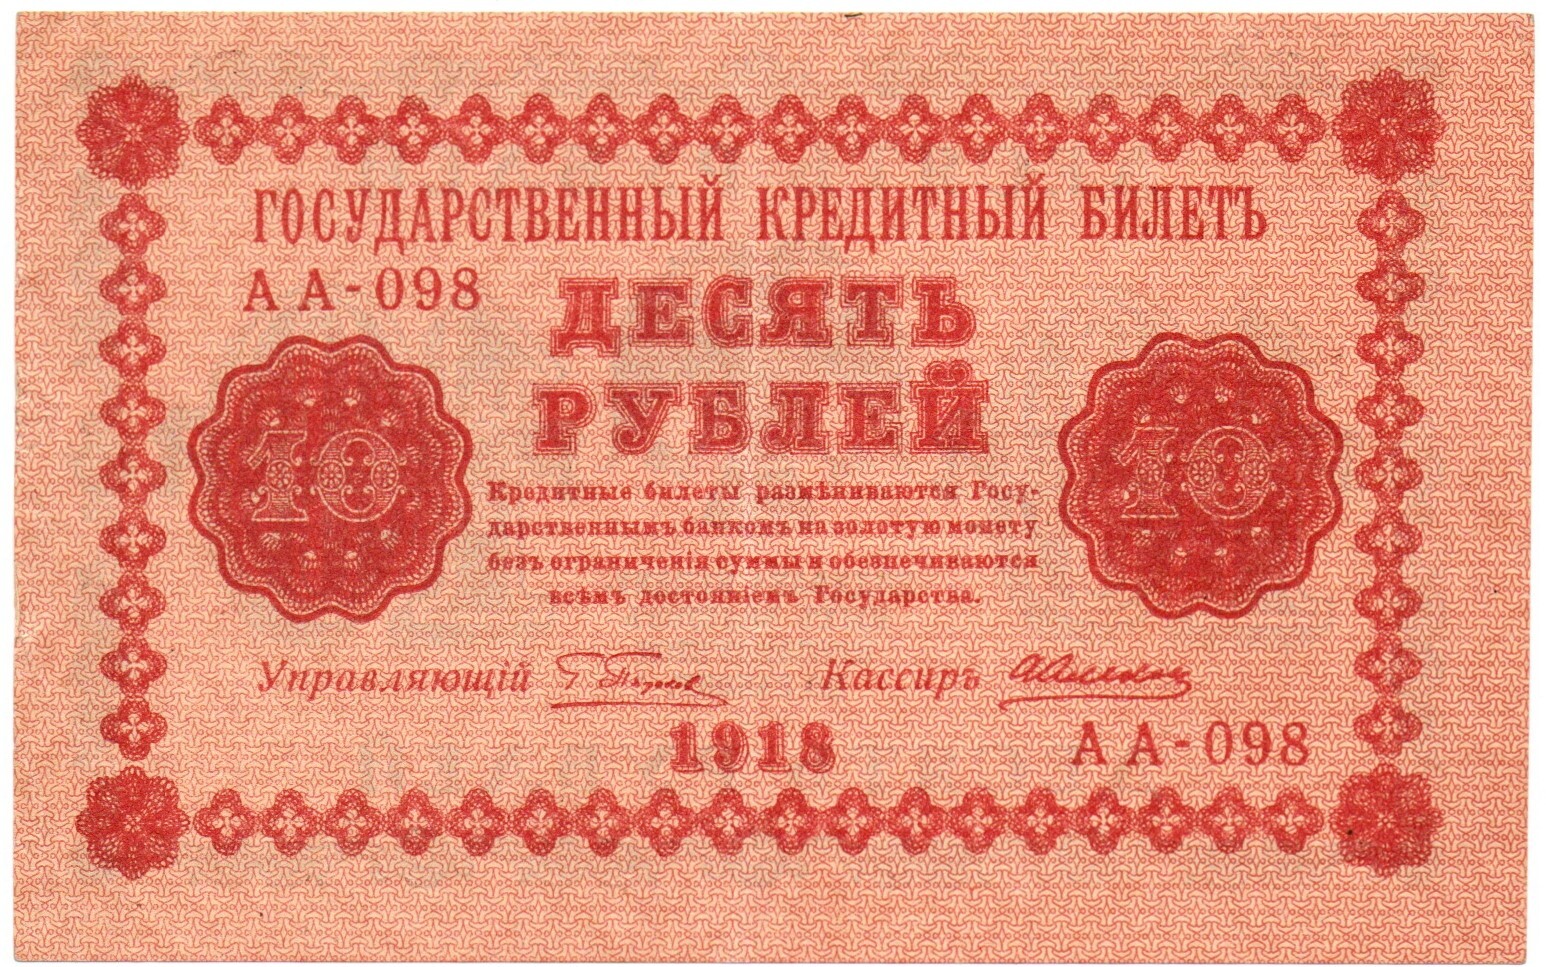 ГОСУДАРСТВЕННЫЙ КРЕДИТНЫЙ БИЛЕТЪ
АА-098
ДЕСЯТЬ
РУБЛЕЙ
10
10
Кредитные билеты размѣниваются Госу-
дарственнымъ банкомъ на золотую монету
безъ ограниченія суммы и обезпечиваются
всѣмъ достояніемъ Государства.
Управляющій
Кассиръ
1918
АА-098